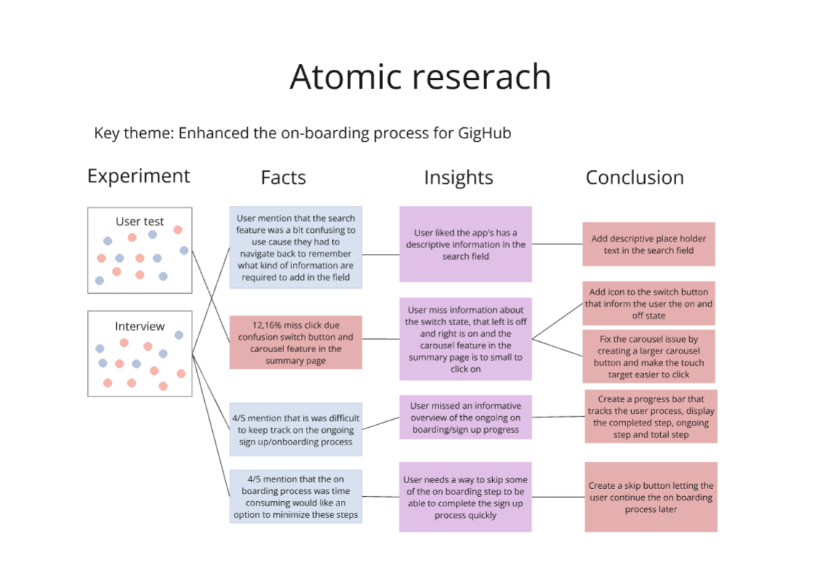 Atomic reserach
Key theme: Enhanced the on-boarding process for GigHub
Experiment
Facts
Insights
Conclusion
User test
Interview
User mention that the search
feature was a bit confusing to
use cause they had to
navigate back to remember
what kind of information are
required to add in the field
User liked the app's has a
descriptive information in the
search field
Add descriptive place holder
text in the search field
12,16% miss click due
confusion switch button and
carousel feature in the
summary page
User miss information about
the switch state, that left is off
and right is on and the
carousel feature in the
summary page is to small to
click on
Add icon to the switch button
that inform the user the on and
off state
Fix the carousel issue by
creating a larger carousel
button and make the touch
target easier to click
4/5 mention that is was difficult
to keep track on the ongoing
sign up/onboarding process
User missed an informative
overview of the ongoing on
boarding/sign up progress
Create a progress bar that
tracks the user process, display
the completed step, ongoing
step and total step
4/5 mention that the on
boarding process was time
consuming would like an
option to minimize these steps
User needs a way to skip some
of the on boarding step to be
able to complete the sign up
process quickly
Create a skip button letting the
user continue the on boarding
process later